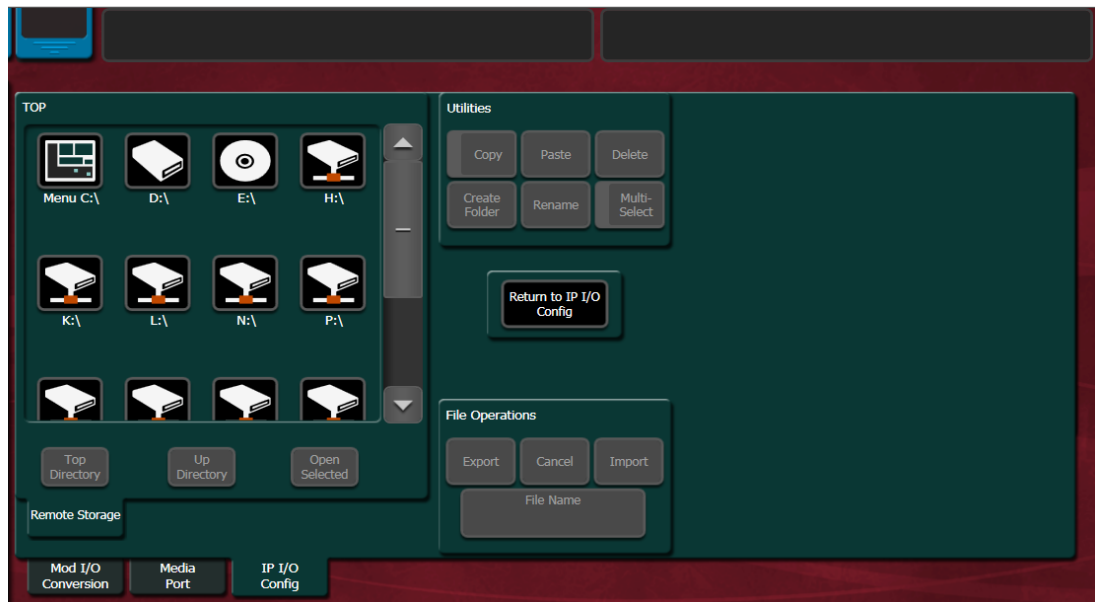 TOP
Menu C:\
D:\
E:\
H:\
K:\
L:\
N:\
P:\
Top
Directory
Up
Directory
Open
Selected
Remote Storage
Utilities
Copy
Paste
Delete
Create
Folder
Rename
Multi-
Select
Return to IP I/O
Config
File Operations
Export
Cancel
Import
File Name
Mod I/O
Conversion
Media
Port
IP I/O
Config